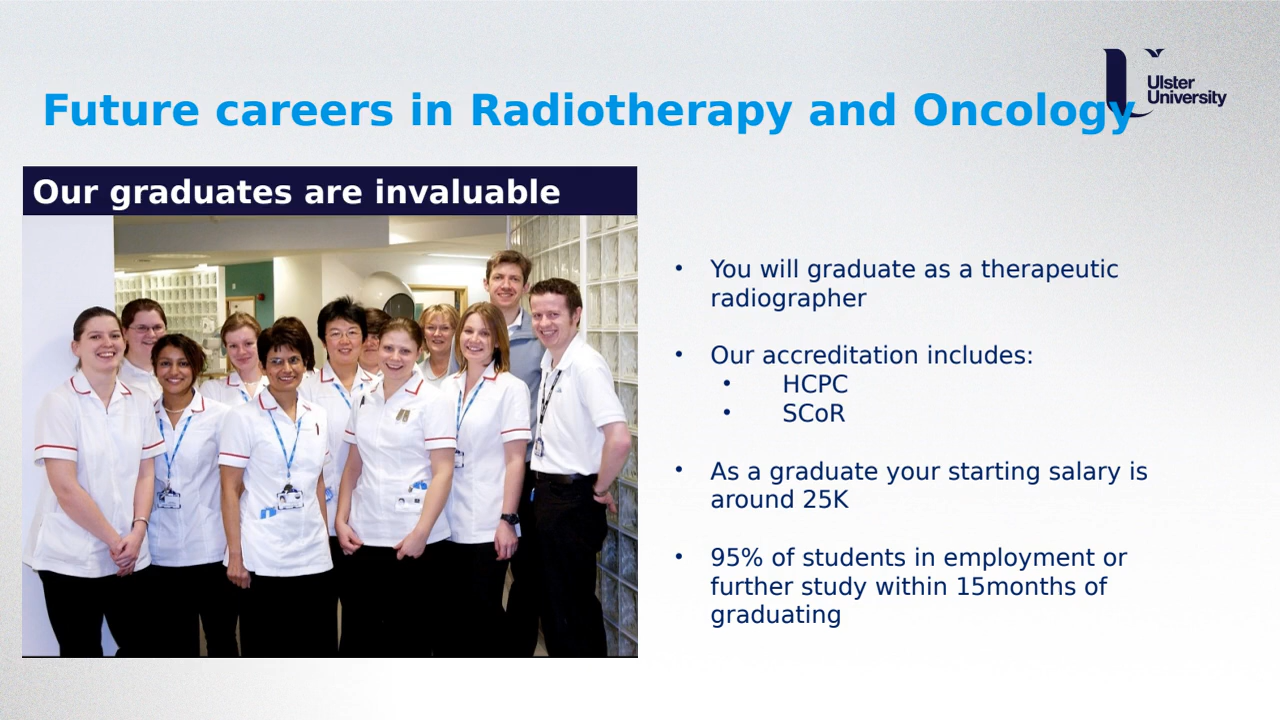 Ulster
University
Future careers in Radiotherapy and Oncology
Our graduates are invaluable
• You will graduate as a therapeutic
radiographer
• Our accreditation includes:
• HCPC
• SCoR
• As a graduate your starting salary is
around 25K
• 95% of students in employment or
further study within 15months of
graduating